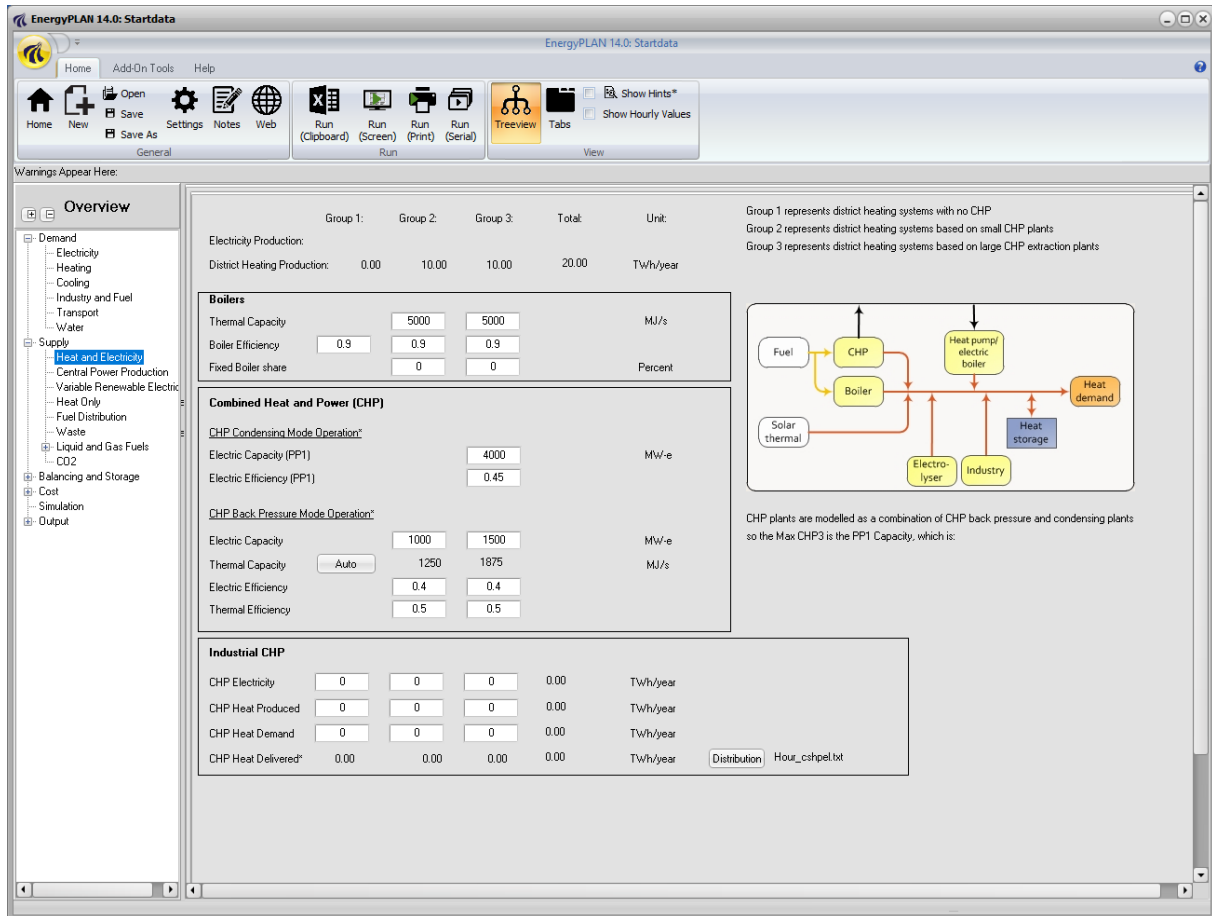 EnergyPLAN 14.0: Startdata
EnergyPLAN 14.0: Startdata
Home Add-On Tools Help
Home New Open Save Save As Settings Notes Web
General
Run (Clipboard) Run (Screen) Run (Print) Run (Serial)
Run
Treeview Tabs Show Hints* Show Hourly Values
View
Warnings Appear Here:
Overview
Demand
Electricity
Heating
Cooling
Industry and Fuel
Transport
Water
Supply
Heat and Electricity
Central Power Production
Variable Renewable Electric
Heat Only
Fuel Distribution
Waste
Liquid and Gas Fuels
CO2
Balancing and Storage
Cost
Simulation
Output
Group 1: Group 2: Group 3: Total: Unit:
Electricity Production:
District Heating Production: 0.00 10.00 10.00 20.00 TWh/year
Boilers
Thermal Capacity 5000 5000 MJ/s
Boiler Efficiency 0.9 0.9 0.9
Fixed Boiler share 0 0 Percent
Combined Heat and Power (CHP)
CHP Condensing Mode Operation*
Electric Capacity (PP1) 4000 MW-e
Electric Efficiency (PP1) 0.45
CHP Back Pressure Mode Operation*
Electric Capacity 1000 1500 MW-e
Thermal Capacity Auto 1250 1875 MJ/s
Electric Efficiency 0.4 0.4
Thermal Efficiency 0.5 0.5
Industrial CHP
CHP Electricity 0 0 0 0.00 TWh/year
CHP Heat Produced 0 0 0 0.00 TWh/year
CHP Heat Demand 0 0 0 0.00 TWh/year
CHP Heat Delivered* 0.00 0.00 0.00 0.00 TWh/year Distribution Hour_cshpel.txt
Group 1 represents district heating systems with no CHP
Group 2 represents district heating systems based on small CHP plants
Group 3 represents district heating systems based on large CHP extraction plants
Fuel
CHP
Heat pump/
electric
boiler
Boiler
Heat
demand
Solar
thermal
Heat
storage
Electro-
lyser
Industry
CHP plants are modelled as a combination of CHP back pressure and condensing plants
so the Max CHP3 is the PP1 Capacity, which is: